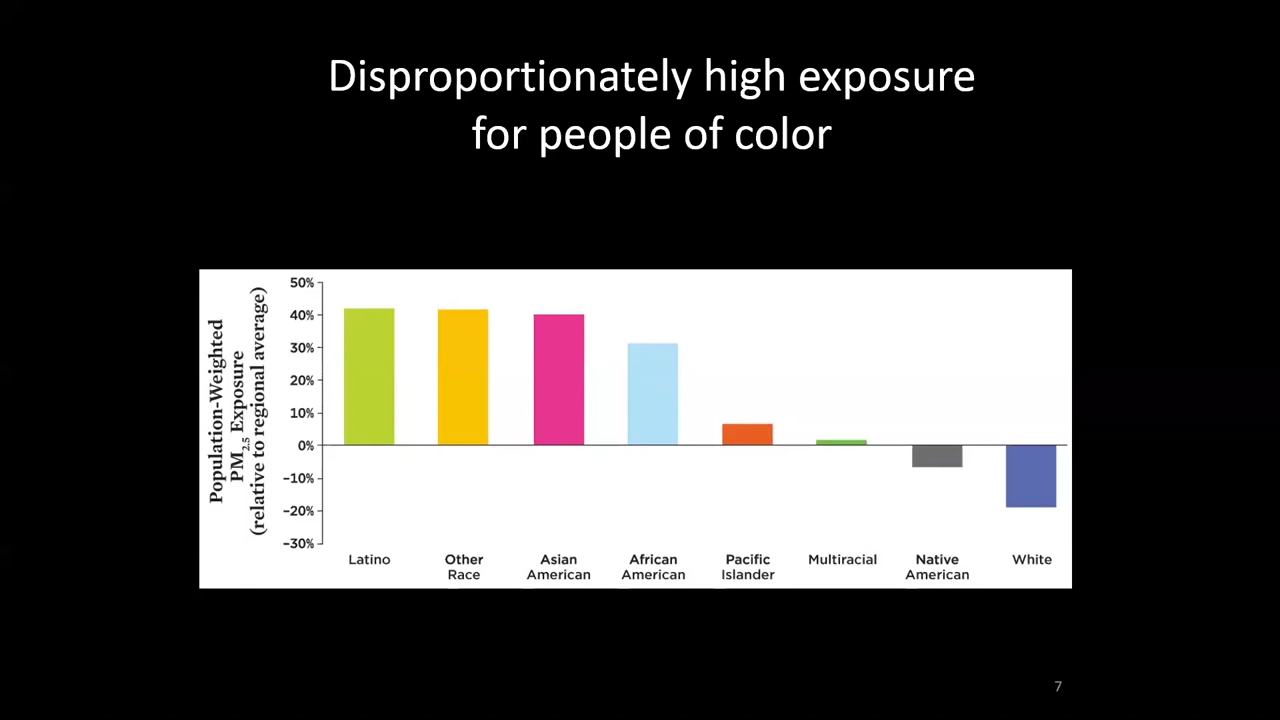 Disproportionately high exposure
for people of color
Population-Weighted
PM2.5 Exposure
(relative to regional average)
50%
40%
30%
20%
10%
0%
–10%
–20%
–30%
Latino
Other
Race
Asian
American
African
American
Pacific
Islander
Multiracial
Native
American
White
7